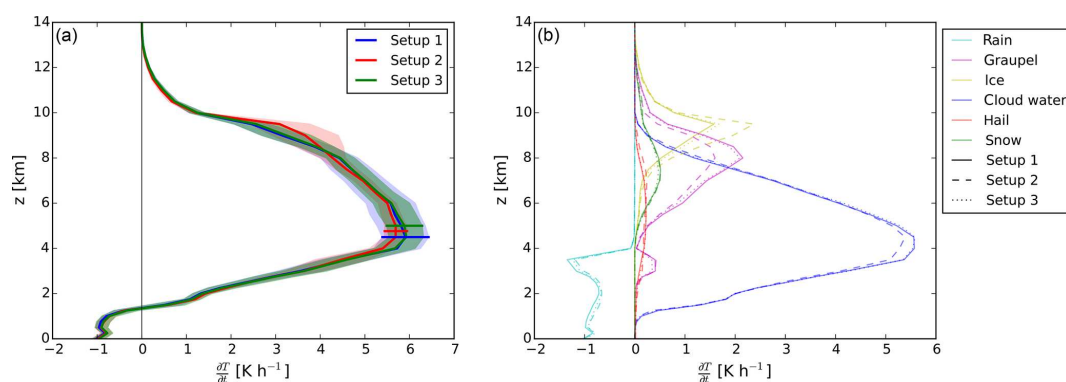 (a)
Setup 1
Setup 2
Setup 3
z [km]
14
12
10
8
6
4
2
0
−2 −1 0 1 2 3 4 5 6 7
∂T/∂t [K h⁻¹]
(b)
Rain
Graupel
Ice
Cloud water
Hail
Snow
Setup 1
Setup 2
Setup 3
z [km]
14
12
10
8
6
4
2
0
−2 −1 0 1 2 3 4 5 6
∂T/∂t [K h⁻¹]